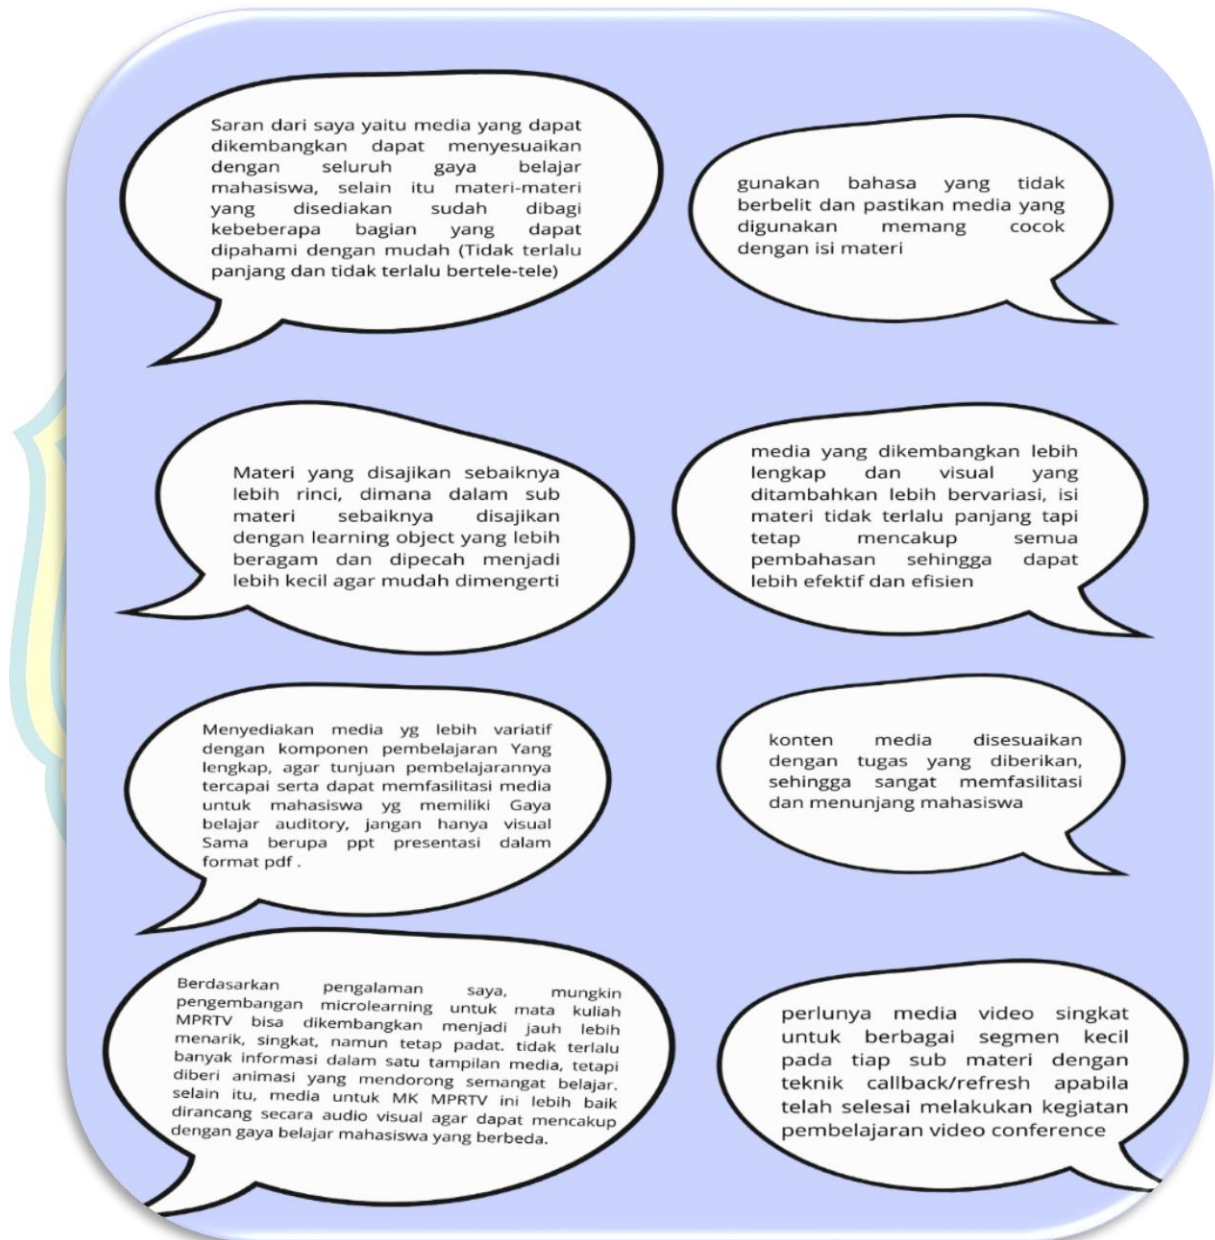 Saran dari saya yaitu media yang dapat
dikembangkan dapat menyesuaikan
dengan seluruh gaya belajar
mahasiswa, selain itu materi-materi
yang disediakan sudah dibagi
kebeberapa bagian yang dapat
dipahami dengan mudah (Tidak terlalu
panjang dan tidak terlalu bertele-tele)
gunakan bahasa yang tidak
berbelit dan pastikan media yang
digunakan memang cocok
dengan isi materi
Materi yang disajikan sebaiknya
lebih rinci, dimana dalam sub
materi sebaiknya disajikan
dengan learning object yang lebih
beragam dan dipecah menjadi
lebih kecil agar mudah dimengerti
media yang dikembangkan lebih
lengkap dan visual yang
ditambahkan lebih bervariasi, isi
materi tidak terlalu panjang tapi
tetap mencakup semua
pembahasan sehingga dapat
lebih efektif dan efisien
Menyediakan media yg lebih variatif
dengan komponen pembelajaran Yang
lengkap, agar tunjuan pembelajarannya
tercapai serta dapat memfasilitasi media
untuk mahasiswa yg memiliki Gaya
belajar auditory, jangan hanya visual
Sama berupa ppt presentasi dalam
format pdf .
konten media disesuaikan
dengan tugas yang diberikan,
sehingga sangat memfasilitasi
dan menunjang mahasiswa
Berdasarkan pengalaman saya, mungkin
pengembangan microlearning untuk mata kuliah
MPRTV bisa dikembangkan menjadi jauh lebih
menarik, singkat, namun tetap padat. tidak terlalu
banyak informasi dalam satu tampilan media, tetapi
diberi animasi yang mendorong semangat belajar.
selain itu, media untuk MK MPRTV ini lebih baik
dirancang secara audio visual agar dapat mencakup
dengan gaya belajar mahasiswa yang berbeda.
perlunya media video singkat
untuk berbagai segmen kecil
pada tiap sub materi dengan
teknik callback/refresh apabila
telah selesai melakukan kegiatan
pembelajaran video conference